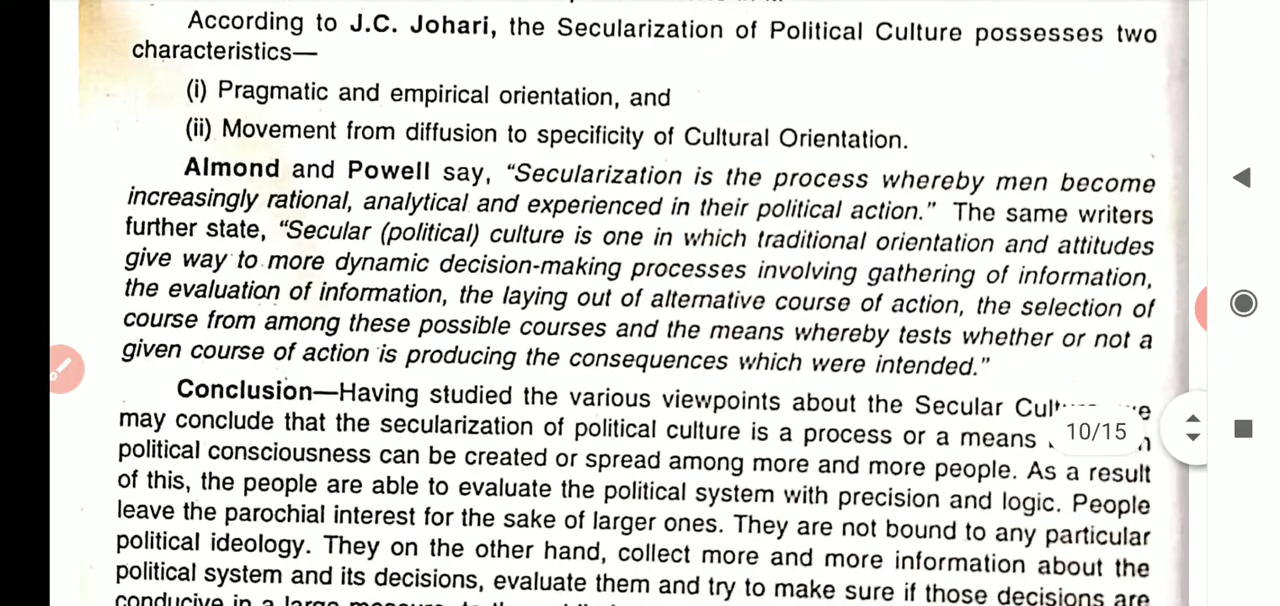 According to J.C. Johari, the Secularization of Political Culture possesses two
characteristics—
(i) Pragmatic and empirical orientation, and
(ii) Movement from diffusion to specificity of Cultural Orientation.
Almond and Powell say, “Secularization is the process whereby men become
increasingly rational, analytical and experienced in their political action.” The same writers
further state, “Secular (political) culture is one in which traditional orientation and attitudes
give way to more dynamic decision-making processes involving gathering of information,
the evaluation of information, the laying out of alternative course of action, the selection of
course from among these possible courses and the means whereby tests whether or not a
given course of action is producing the consequences which were intended.”
Conclusion—Having studied the various viewpoints about the Secular
may conclude that the secularization of political culture is a process or a means
10/15
political consciousness can be created or spread among more and more people. As a result
of this, the people are able to evaluate the political system with precision and logic. People
leave the parochial interest for the sake of larger ones. They are not bound to any particular
political ideology. They on the other hand, collect more and more information about the
political system and its decisions, evaluate them and try to make sure if those decisions are
conducive in a large